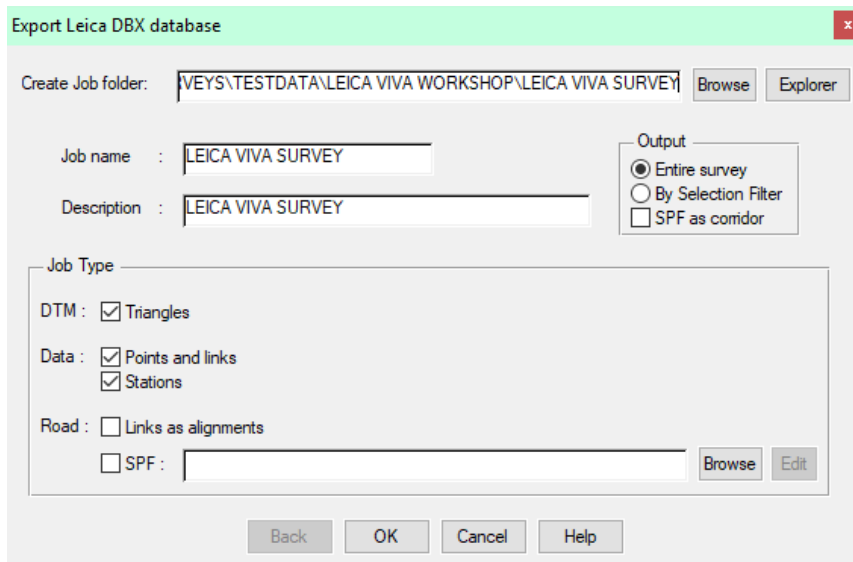 Export Leica DBX database
x
Create Job folder: VEYS\TESTDATA\LEICA VIVA WORKSHOP\LEICA VIVA SURVEY Browse Explorer
Job name : LEICA VIVA SURVEY
Description : LEICA VIVA SURVEY
Output
Entire survey
By Selection Filter
SPF as corridor
Job Type
DTM : Triangles
Data : Points and links
Stations
Road : Links as alignments
SPF : Browse Edit
Back OK Cancel Help